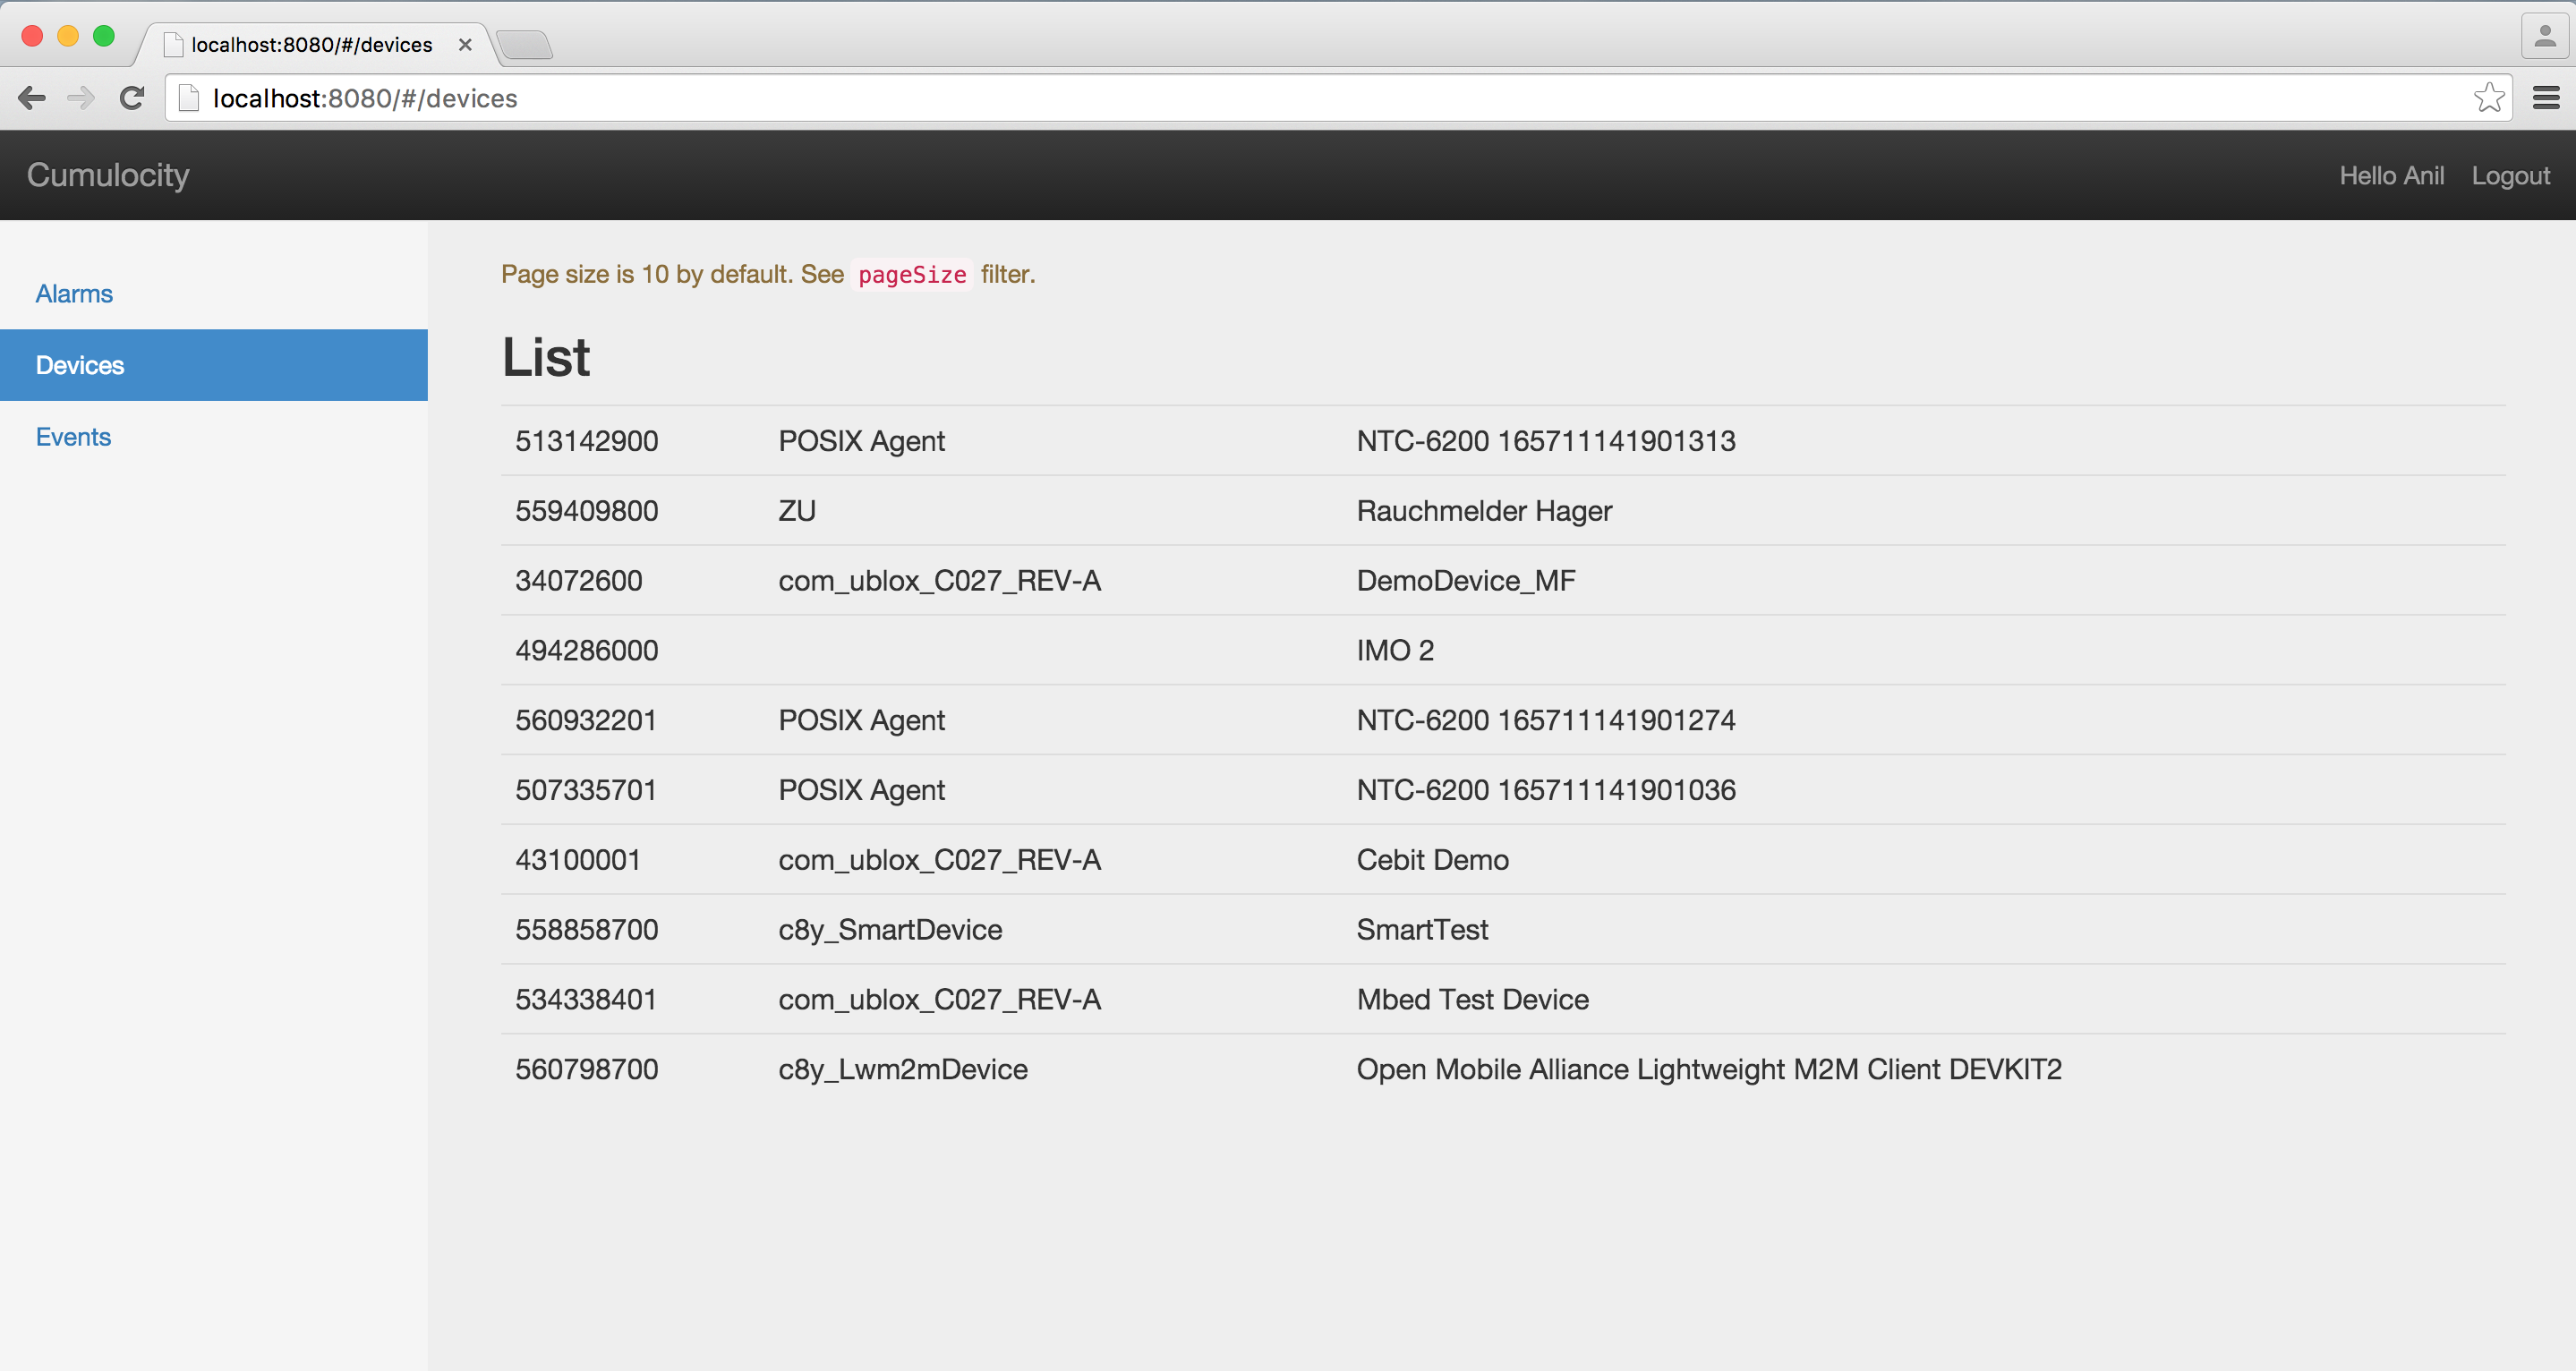 localhost:8080/#/devices
localhost:8080/#/devices
Cumulocity Hello Anil Logout
Alarms
Devices
Events
Page size is 10 by default. See pageSize filter.
List
513142900 POSIX Agent NTC-6200 165711141901313
559409800 ZU Rauchmelder Hager
34072600 com_ublox_C027_REV-A DemoDevice_MF
494286000 IMO 2
560932201 POSIX Agent NTC-6200 165711141901274
507335701 POSIX Agent NTC-6200 165711141901036
43100001 com_ublox_C027_REV-A Cebit Demo
558858700 c8y_SmartDevice SmartTest
534338401 com_ublox_C027_REV-A Mbed Test Device
560798700 c8y_Lwm2mDevice Open Mobile Alliance Lightweight M2M Client DEVKIT2